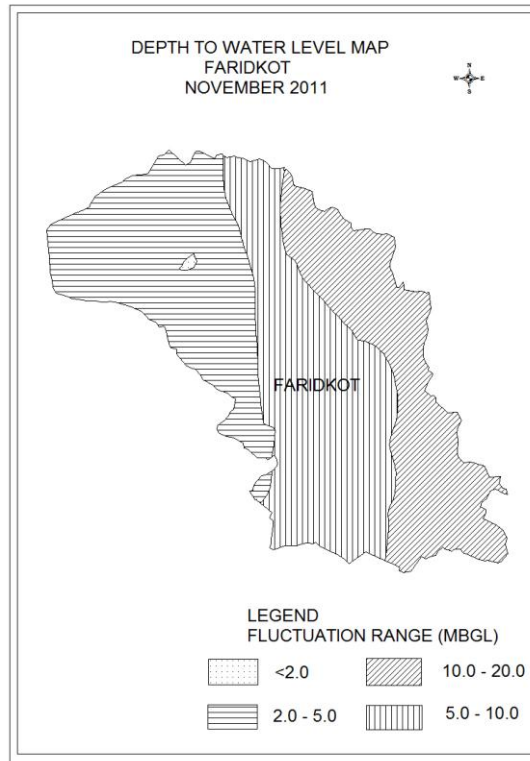 DEPTH TO WATER LEVEL MAP
FARIDKOT
NOVEMBER 2011
N
W E
S
FARIDKOT
LEGEND
FLUCTUATION RANGE (MBGL)
<2.0 10.0 - 20.0
2.0 - 5.0 5.0 - 10.0